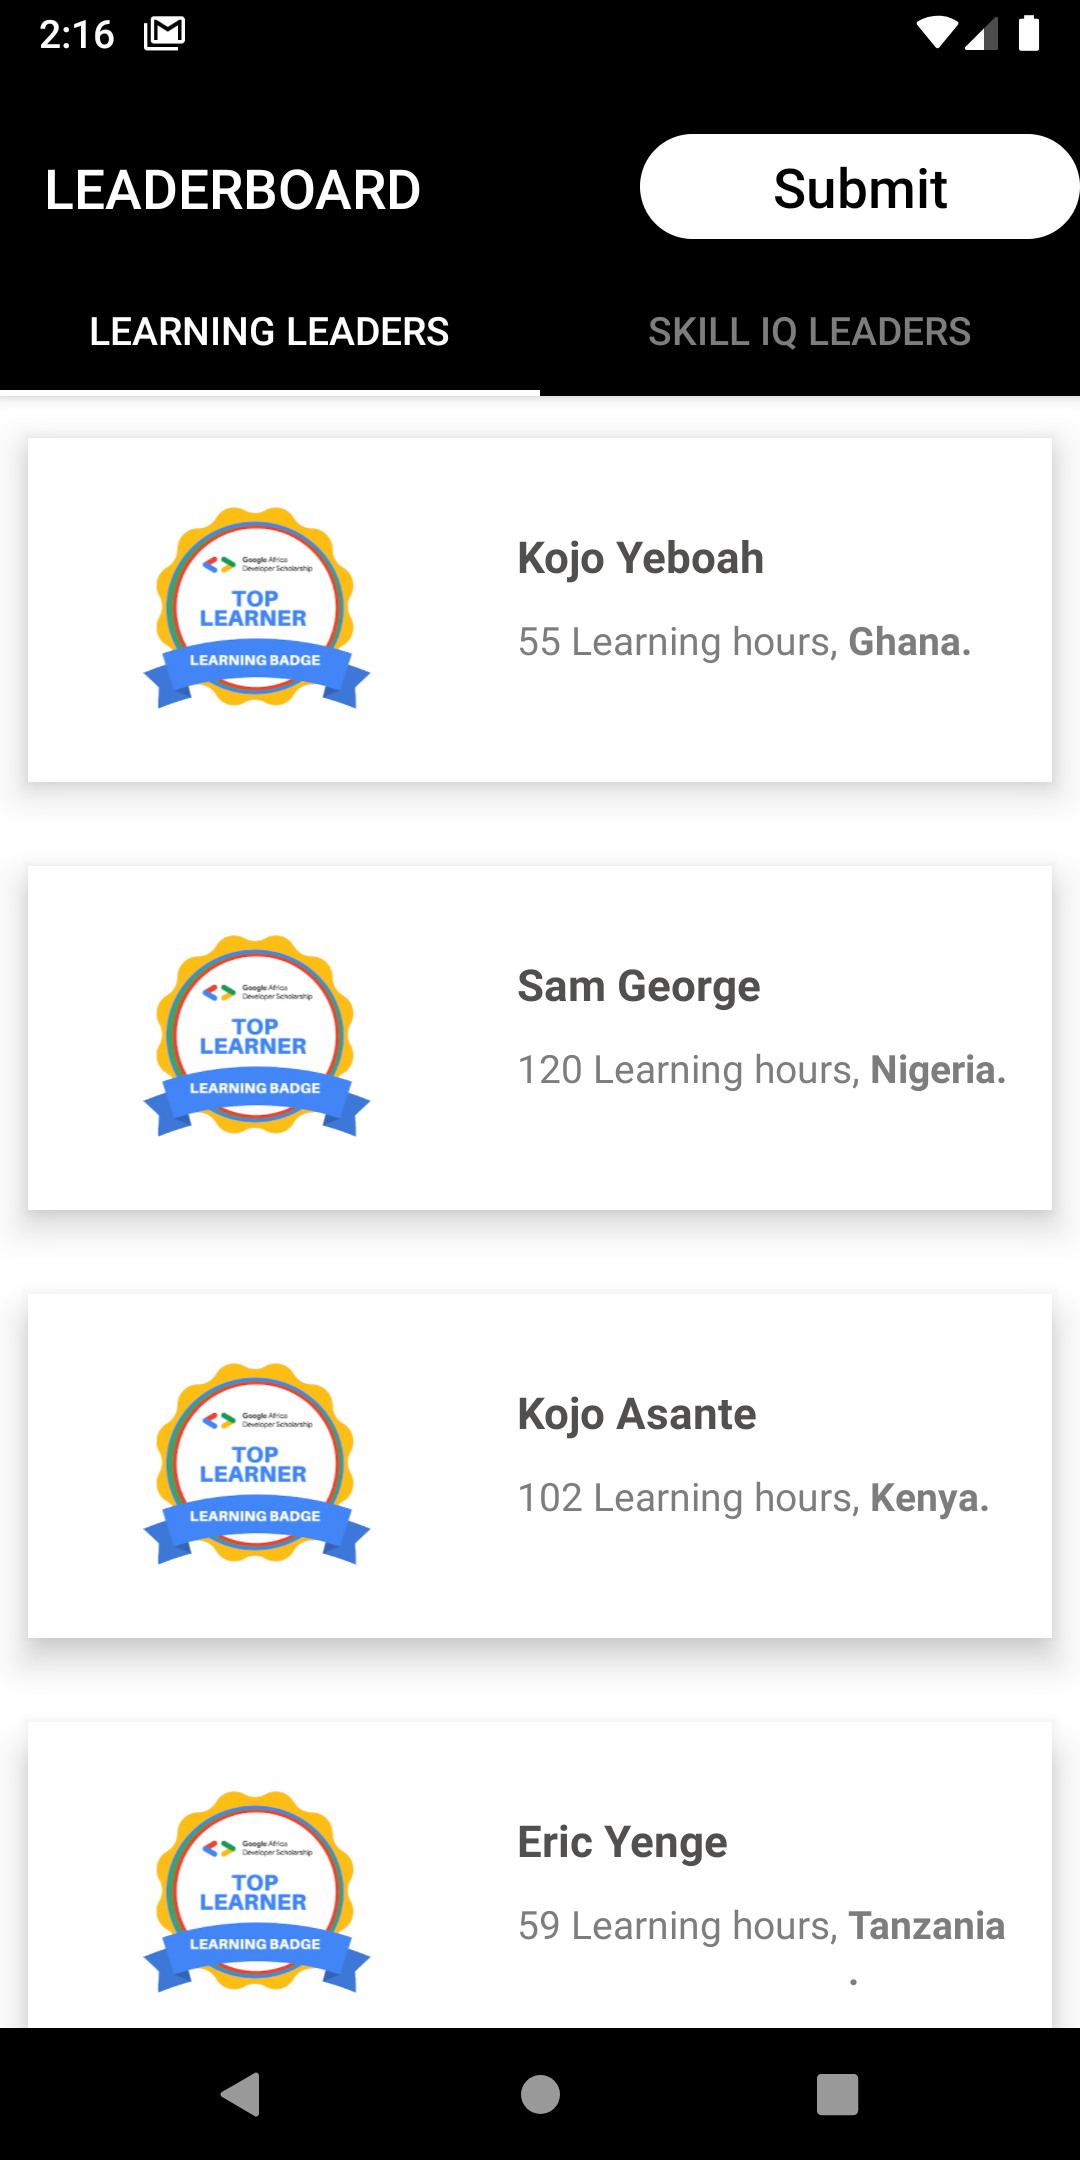 2:16
LEADERBOARD
Submit
LEARNING LEADERS
SKILL IQ LEADERS
Google Africa
Developer Scholarship
TOP
LEARNER
LEARNING BADGE
Kojo Yeboah
55 Learning hours, Ghana.
Google Africa
Developer Scholarship
TOP
LEARNER
LEARNING BADGE
Sam George
120 Learning hours, Nigeria.
Google Africa
Developer Scholarship
TOP
LEARNER
LEARNING BADGE
Kojo Asante
102 Learning hours, Kenya.
Google Africa
Developer Scholarship
TOP
LEARNER
LEARNING BADGE
Eric Yenge
59 Learning hours, Tanzania
.